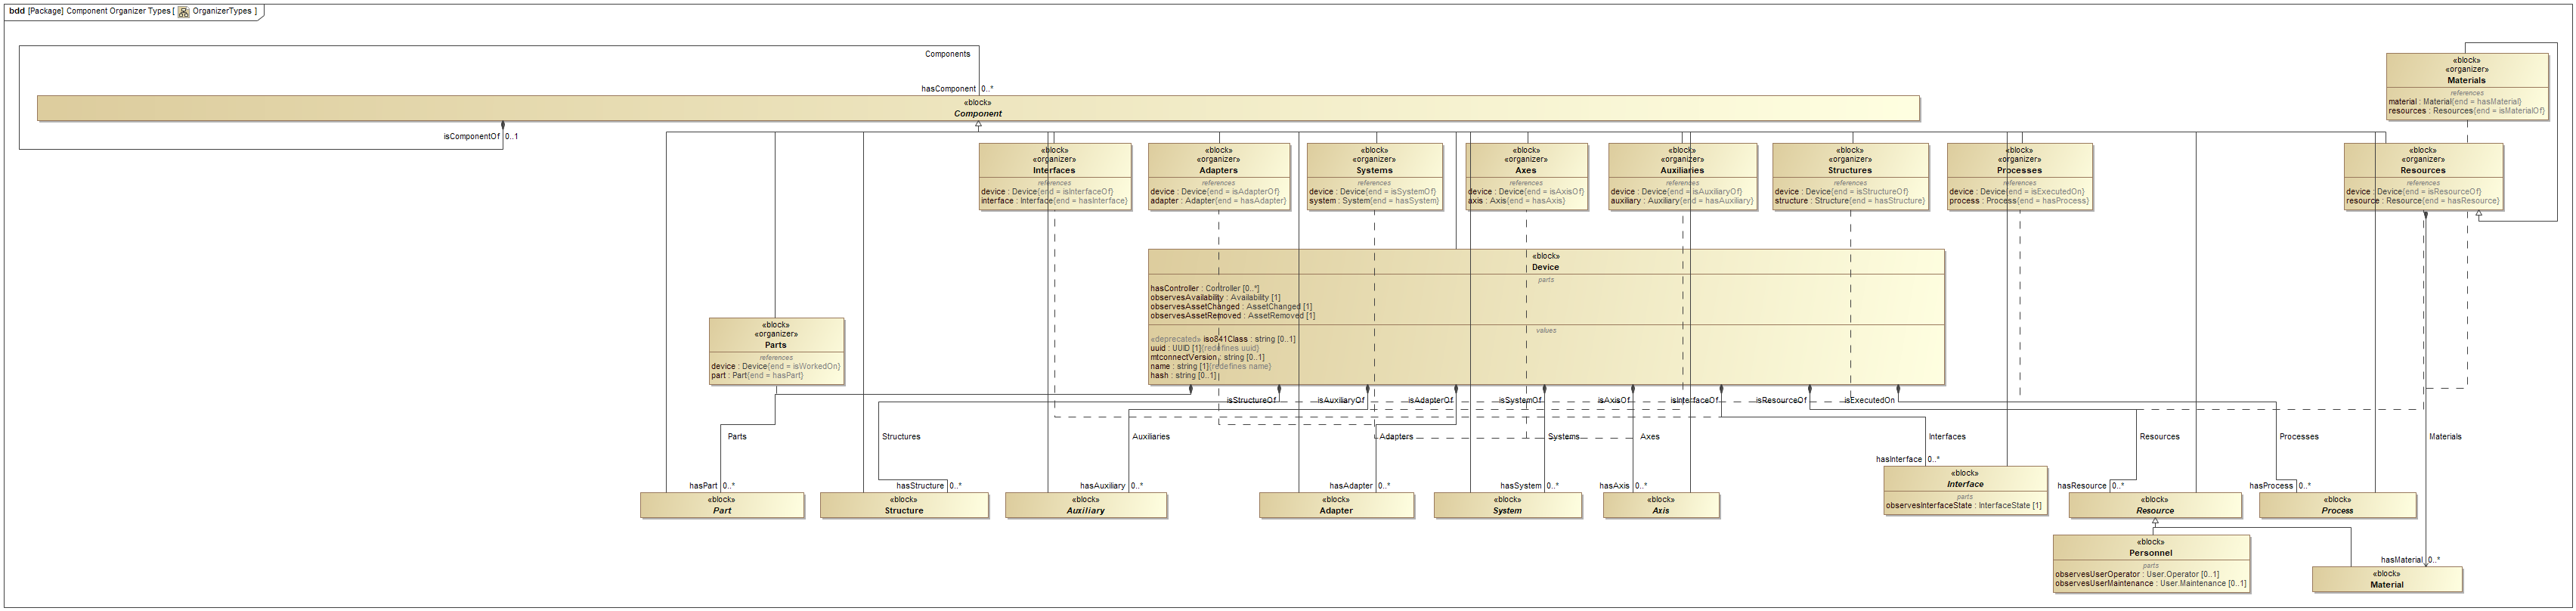 bdd [Package] Component Organizer Types [ OrganizerTypes ]
Components
hasComponent 0..*
«block»
Component
isComponentOf 0..1
«block»
«organizer»
Materials
references
material : Material{end = hasMaterial}
resources : Resources{end = isMaterialOf}
«block»
«organizer»
Interfaces
references
device : Device{end = isInterfaceOf}
interface : Interface{end = hasInterface}
«block»
«organizer»
Adapters
references
device : Device{end = isAdapterOf}
adapter : Adapter{end = hasAdapter}
«block»
«organizer»
Systems
references
device : Device{end = isSystemOf}
system : System{end = hasSystem}
«block»
«organizer»
Axes
references
device : Device{end = isAxisOf}
axis : Axis{end = hasAxis}
«block»
«organizer»
Auxiliaries
references
device : Device{end = isAuxiliaryOf}
auxiliary : Auxiliary{end = hasAuxiliary}
«block»
«organizer»
Structures
references
device : Device{end = isStructureOf}
structure : Structure{end = hasStructure}
«block»
«organizer»
Processes
references
device : Device{end = isExecutedOn}
process : Process{end = hasProcess}
«block»
«organizer»
Resources
references
device : Device{end = isResourceOf}
resource : Resource{end = hasResource}
«block»
Device
parts
hasController : Controller [0..*]
observesAvailability : Availability [1]
observesAssetChanged : AssetChanged [1]
observesAssetRemoved : AssetRemoved [1]
values
«deprecated» iso841Class : string [0..1]
uuid : UUID [1]{redefines uuid}
mtconnectVersion : string [0..1]
name : string [1]{redefines name}
hash : string [0..1]
«block»
«organizer»
Parts
references
device : Device{end = isWorkedOn}
part : Part{end = hasPart}
isStructureOf
isAuxiliaryOf
isAdapterOf
isSystemOf
isAxisOf
isInterfaceOf
isResourceOf
isExecutedOn
Parts
Structures
Auxiliaries
Adapters
Systems
Axes
Interfaces
Resources
Processes
Materials
hasPart 0..*
«block»
Part
hasStructure 0..*
«block»
Structure
hasAuxiliary 0..*
«block»
Auxiliary
hasAdapter 0..*
«block»
Adapter
hasSystem 0..*
«block»
System
hasAxis 0..*
«block»
Axis
hasInterface 0..*
«block»
Interface
parts
observesInterfaceState : InterfaceState [1]
hasResource 0..*
«block»
Resource
hasProcess 0..*
«block»
Process
«block»
Personnel
parts
observesUserOperator : User.Operator [0..1]
observesUserMaintenance : User.Maintenance [0..1]
hasMaterial 0..*
«block»
Material